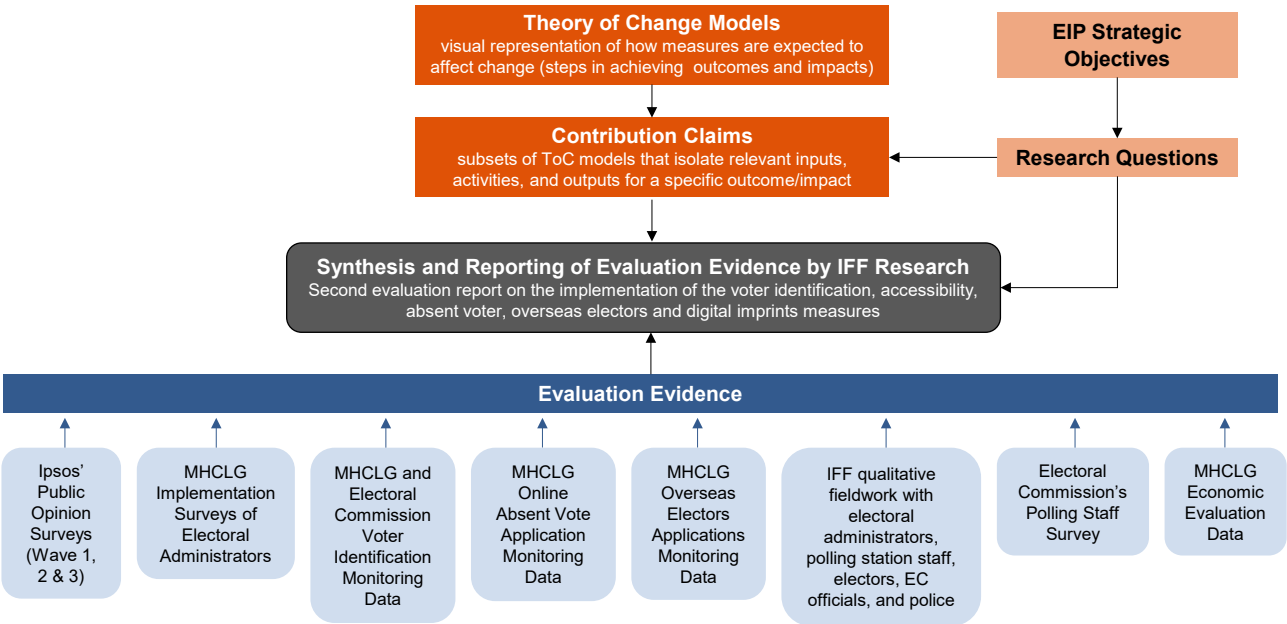 Theory of Change Models
visual representation of how measures are expected to
affect change (steps in achieving outcomes and impacts)
EIP Strategic
Objectives
Contribution Claims
subsets of ToC models that isolate relevant inputs,
activities, and outputs for a specific outcome/impact
Research Questions
Synthesis and Reporting of Evaluation Evidence by IFF Research
Second evaluation report on the implementation of the voter identification, accessibility,
absent voter, overseas electors and digital imprints measures
Evaluation Evidence
Ipsos’
Public
Opinion
Surveys
(Wave 1,
2 & 3)
MHCLG
Implementation
Surveys of
Electoral
Administrators
MHCLG and
Electoral
Commission
Voter
Identification
Monitoring
Data
MHCLG
Online
Absent Vote
Application
Monitoring
Data
MHCLG
Overseas
Electors
Applications
Monitoring
Data
IFF qualitative
fieldwork with
electoral
administrators,
polling station staff,
electors, EC
officials, and police
Electoral
Commission’s
Polling Staff
Survey
MHCLG
Economic
Evaluation
Data